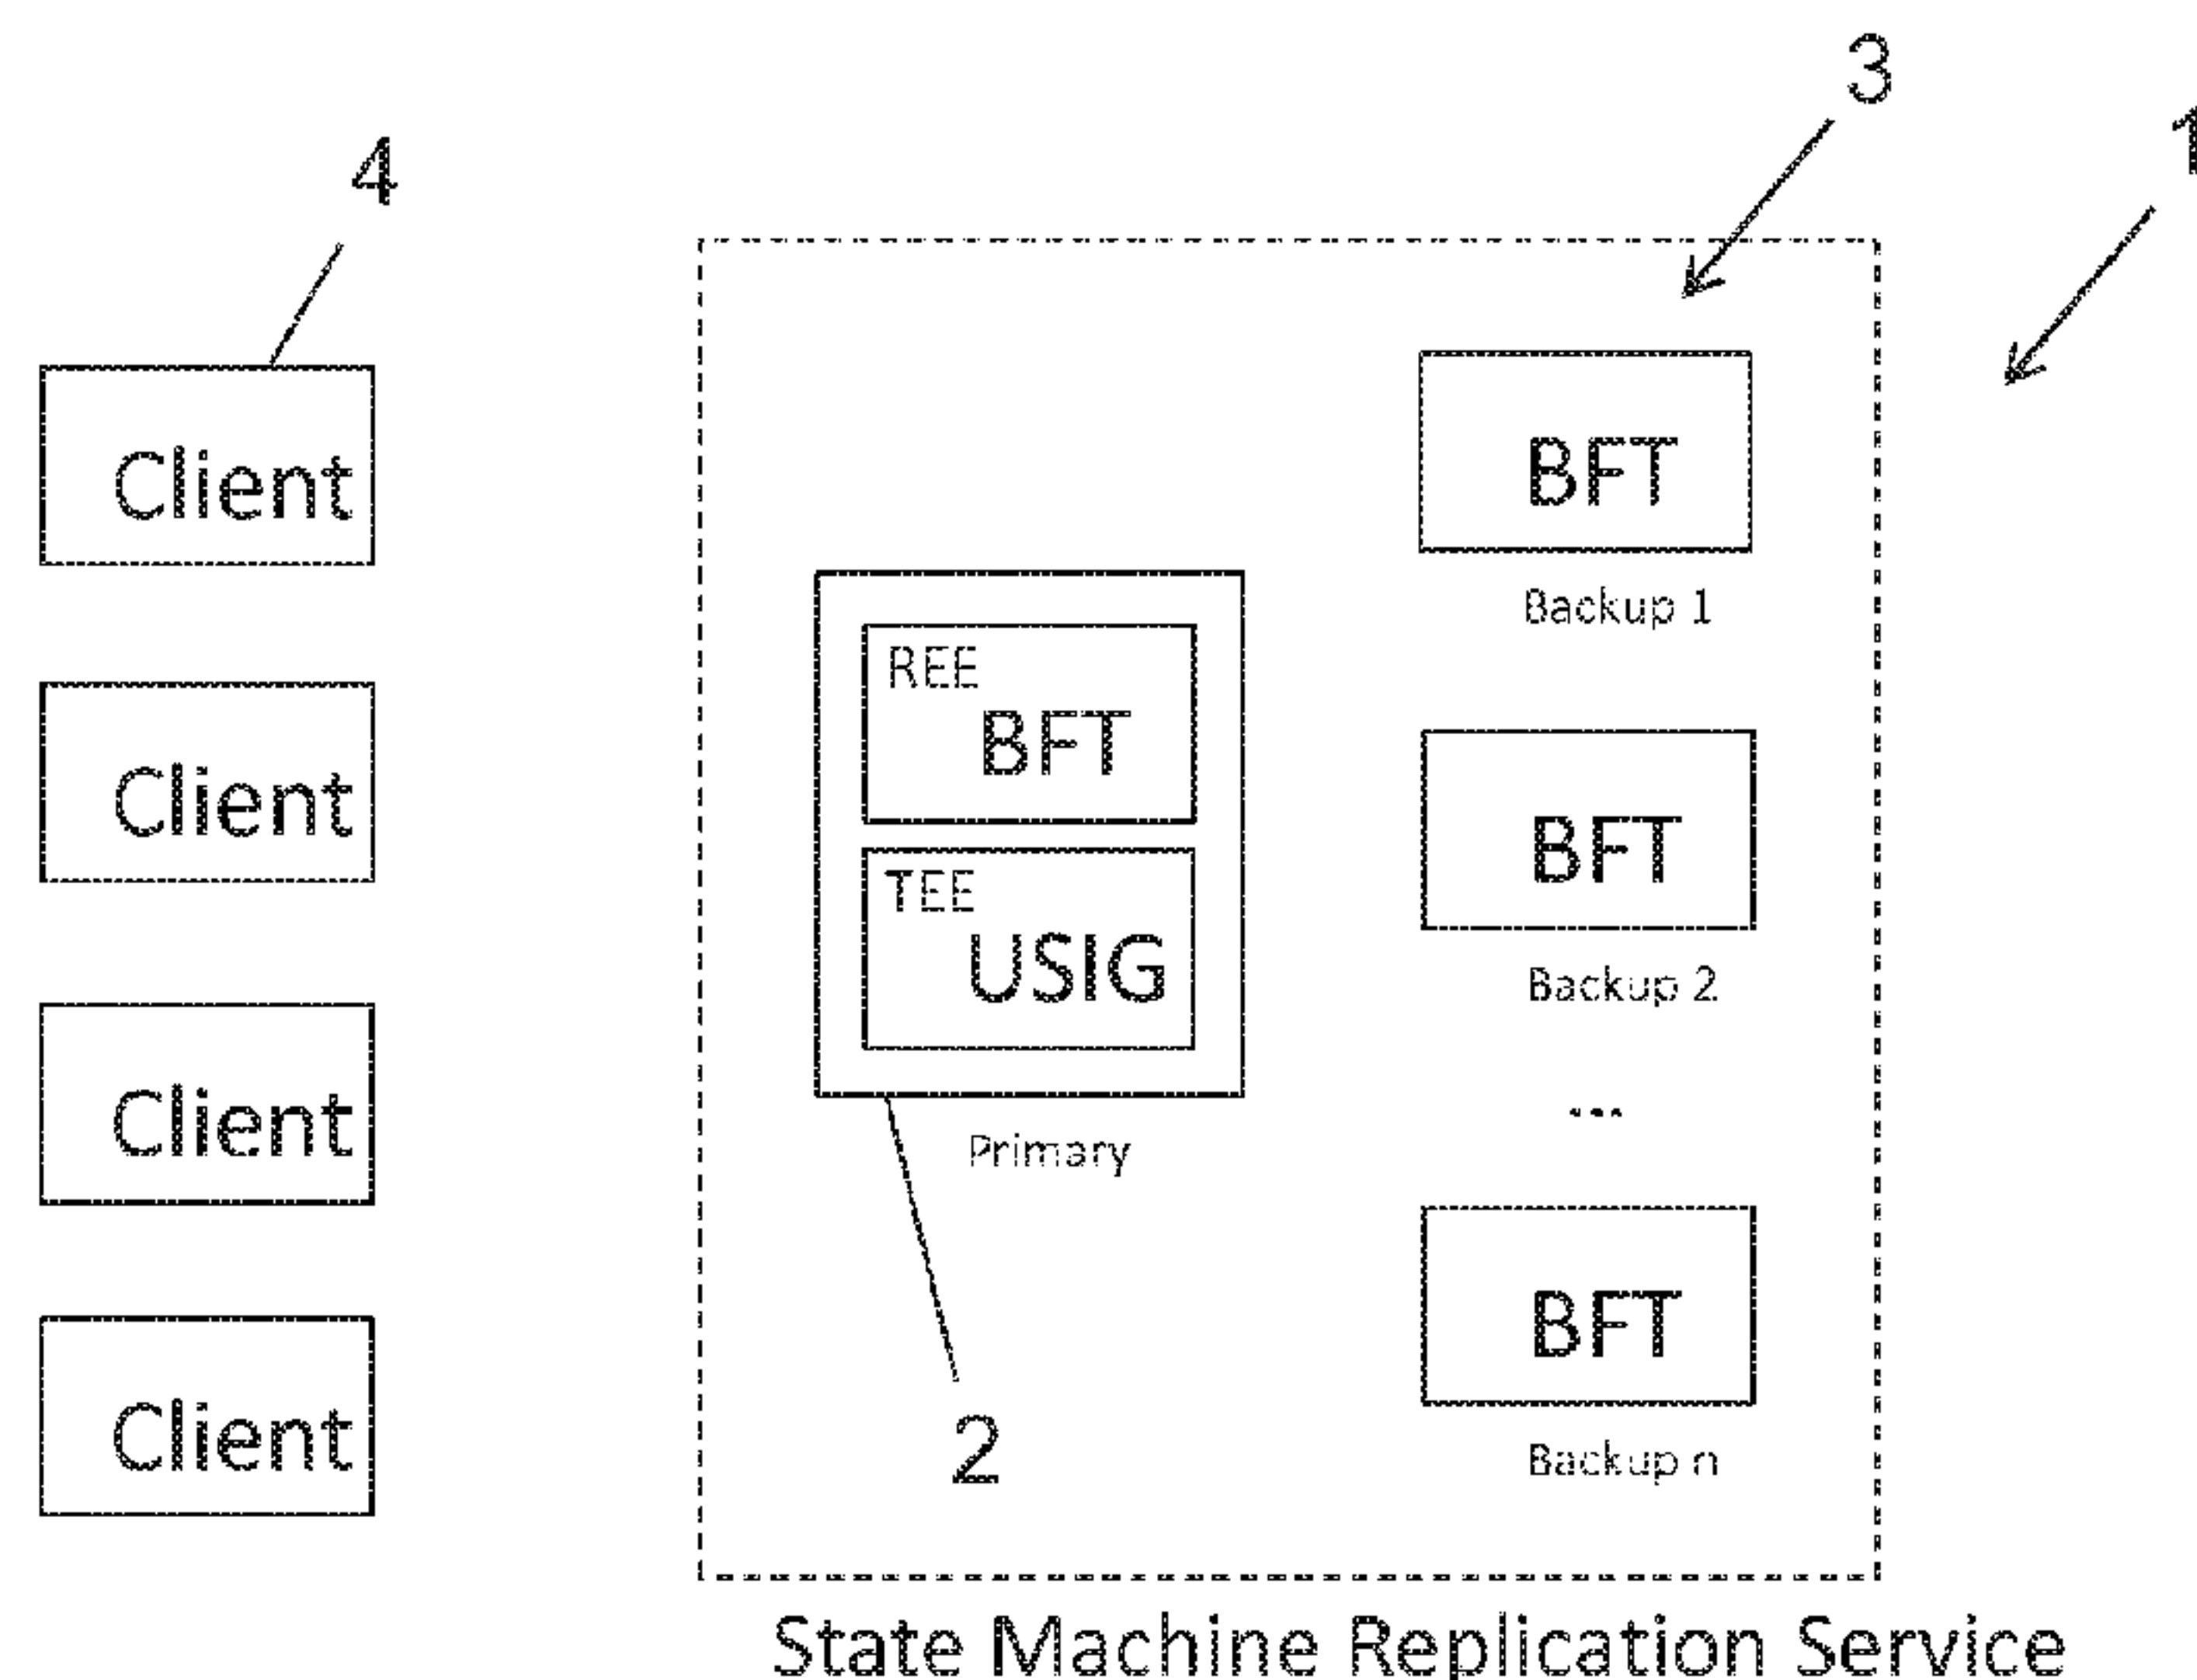 3
1
4
Client
Client
Client
Client
BFT
Backup 1
REE
BFT
TEE
USIG
Primary
2
BFT
Backup 2
...
BFT
Backup n
State Machine Replication Service